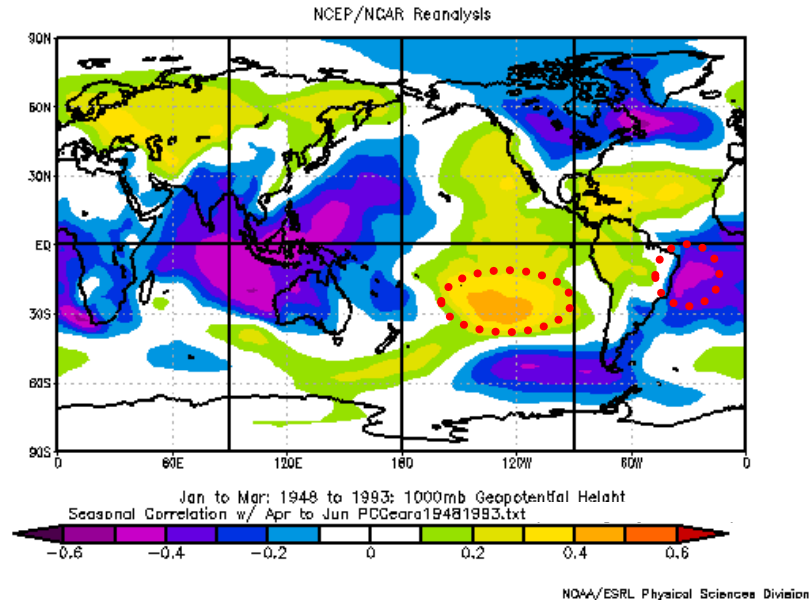 NCEP/NCAR Reanalysis
90N
60N
30N
EQ
30S
60S
90S
0 60E 120E 180 120W 60W 0
Jan to Mar: 1948 to 1993: 1000mb Geopotential Height
Seasonal Correlation w/ Apr to Jun PCCeara19481993.txt
-0.6 -0.4 -0.2 0 0.2 0.4 0.6
NOAA/ESRL Physical Sciences Division